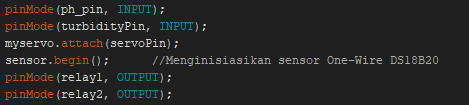 pinMode(ph_pin, INPUT);
pinMode(turbidityPin, INPUT);
myservo.attach(servoPin);
sensor.begin();     //Menginisiasikan sensor One-Wire DS18B20
pinMode(relay1, OUTPUT);
pinMode(relay2, OUTPUT);